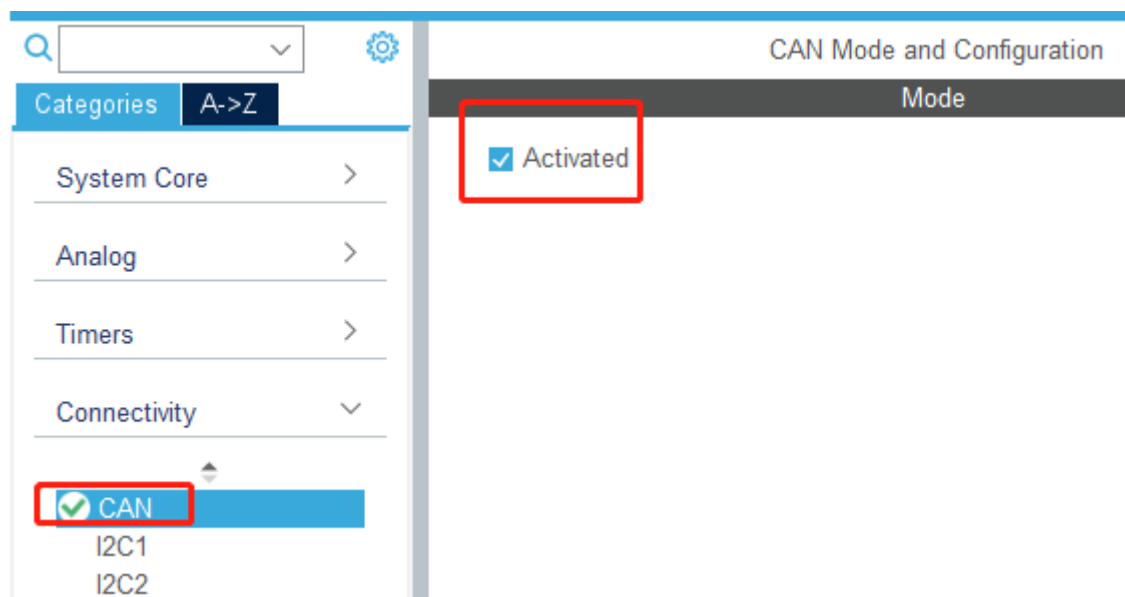 CAN Mode and Configuration
Categories A->Z
Mode
Activated
System Core
Analog
Timers
Connectivity
CAN
I2C1
I2C2